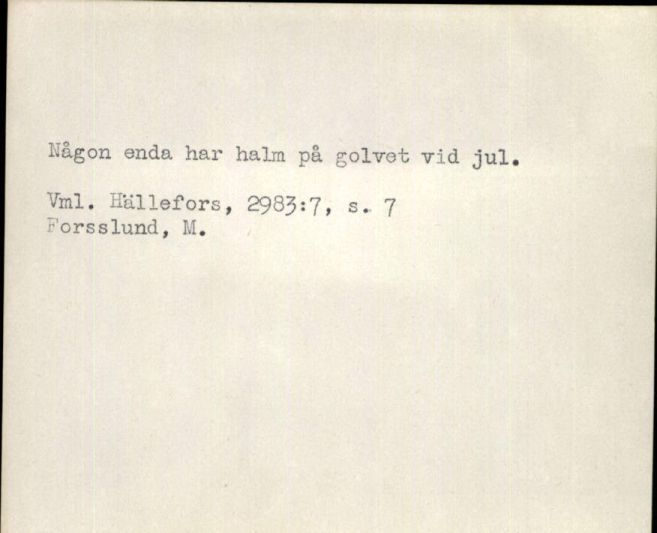 Någon enda har halm på golvet vid jul.
Vml. Hällefors, 2983:7, s. 7
Forsslund, M.